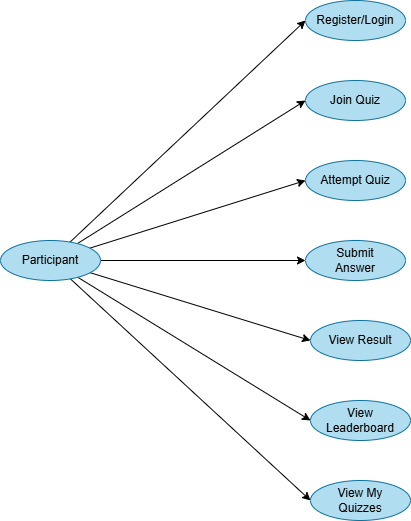 Register/Login
Join Quiz
Attempt Quiz
Participant
Submit
Answer
View Result
View
Leaderboard
View My
Quizzes